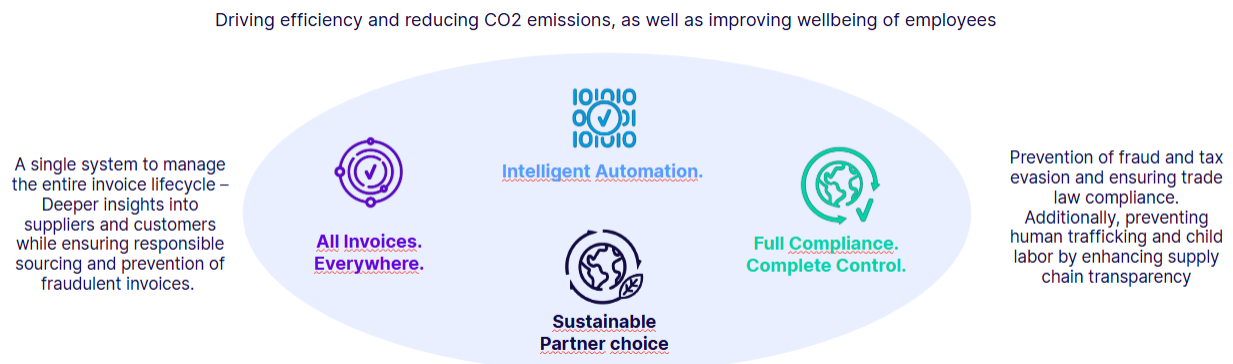 Driving efficiency and reducing CO2 emissions, as well as improving wellbeing of employees
A single system to manage
the entire invoice lifecycle –
Deeper insights into
suppliers and customers
while ensuring responsible
sourcing and prevention of
fraudulent invoices.
All Invoices.
Everywhere.
IOIOIO
Intelligent Automation.
Sustainable
Partner choice
Full Compliance.
Complete Control.
Prevention of fraud and tax
evasion and ensuring trade
law compliance.
Additionally, preventing
human trafficking and child
labor by enhancing supply
chain transparency